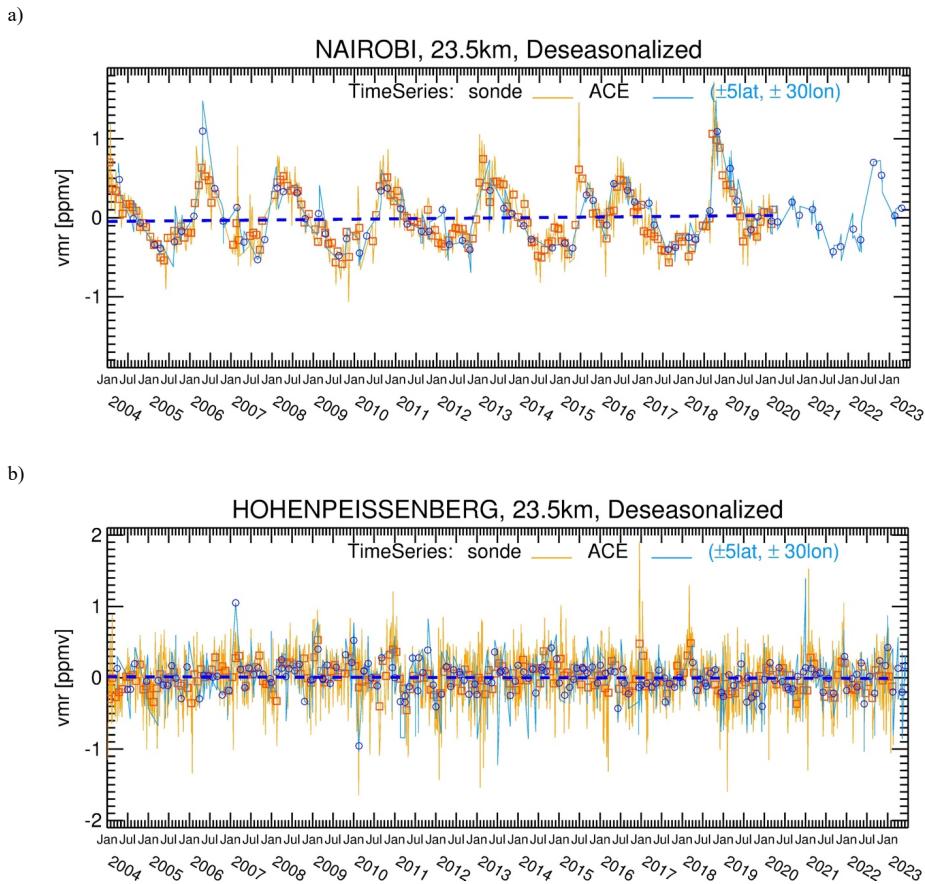 a)
NAIROBI, 23.5km, Deseasonalized
TimeSeries: sonde ACE (±5lat, ± 30lon)
1
0
-1
vmr [ppmv]
Jan Jul Jan Jul Jan Jul Jan Jul Jan Jul Jan Jul Jan Jul Jan Jul Jan Jul Jan Jul Jan Jul Jan Jul Jan Jul Jan Jul Jan Jul Jan Jul Jan Jul Jan Jul Jan Jul Jan
2004 2005 2006 2007 2008 2009 2010 2011 2012 2013 2014 2015 2016 2017 2018 2019 2020 2021 2022 2023
b)
HOHENPEISSENBERG, 23.5km, Deseasonalized
2
TimeSeries: sonde ACE (±5lat, ± 30lon)
1
0
-1
-2
vmr [ppmv]
Jan Jul Jan Jul Jan Jul Jan Jul Jan Jul Jan Jul Jan Jul Jan Jul Jan Jul Jan Jul Jan Jul Jan Jul Jan Jul Jan Jul Jan Jul Jan Jul Jan Jul Jan Jul Jan Jul Jan
2004 2005 2006 2007 2008 2009 2010 2011 2012 2013 2014 2015 2016 2017 2018 2019 2020 2021 2022 2023